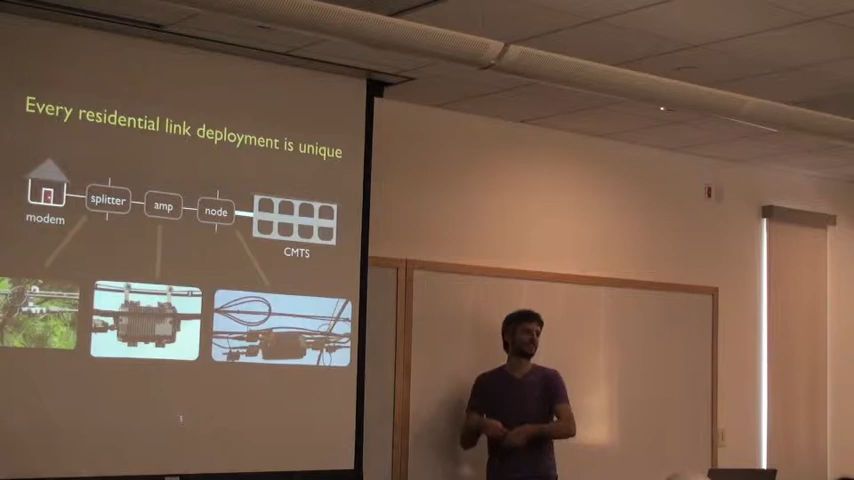 Every residential link deployment is unique
modem
splitter
amp
node
CMTS